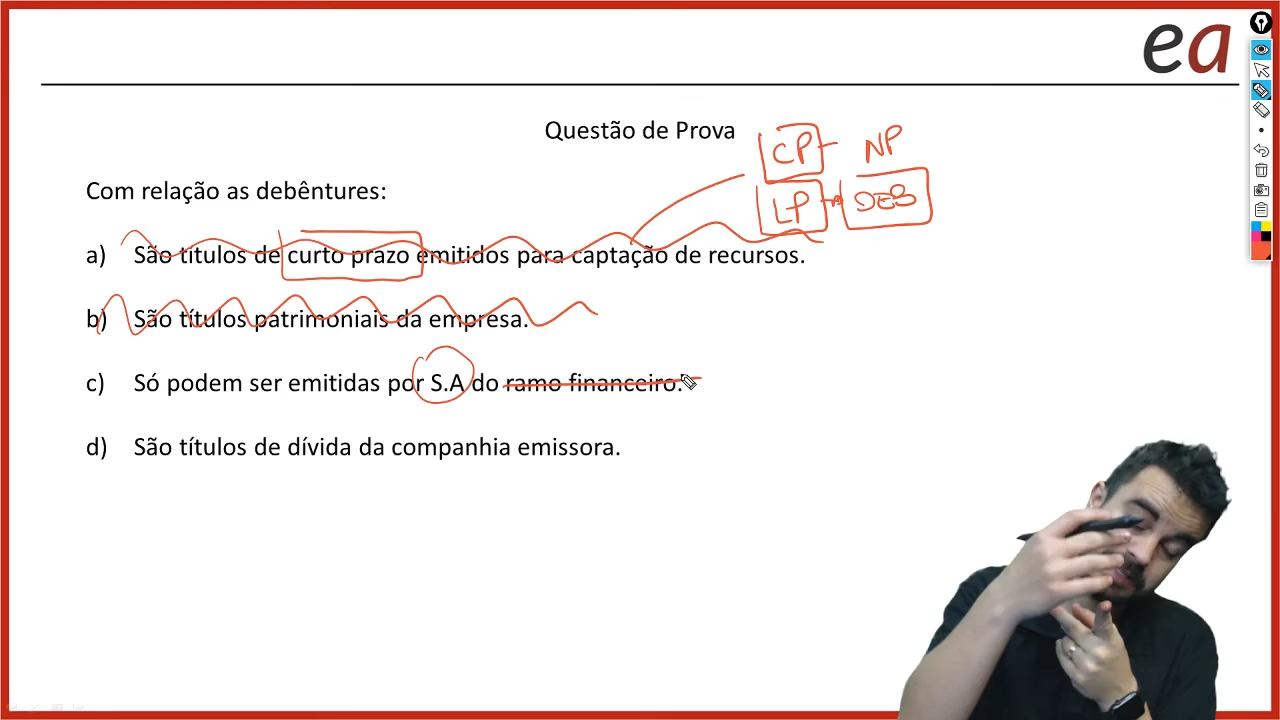 ea
Questão de Prova
CP NP
Com relação as debêntures:
LP DEB
a) São titulos de curto prazo emitidos para captação de recursos.
b) São títulos patrimoniais da empresa.
c) Só podem ser emitidas por S.A do ramo financeiro.
d) São títulos de dívida da companhia emissora.